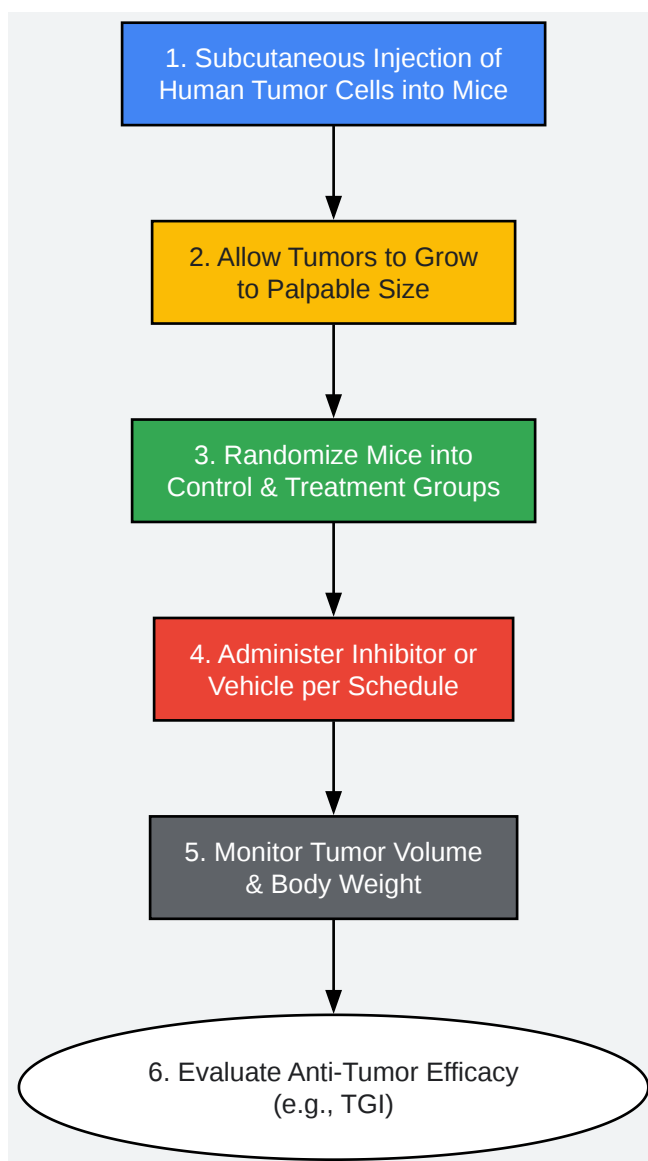 1. Subcutaneous Injection of
Human Tumor Cells into Mice
2. Allow Tumors to Grow
to Palpable Size
3. Randomize Mice into
Control & Treatment Groups
4. Administer Inhibitor or
Vehicle per Schedule
5. Monitor Tumor Volume
& Body Weight
6. Evaluate Anti-Tumor Efficacy
(e.g., TGI)